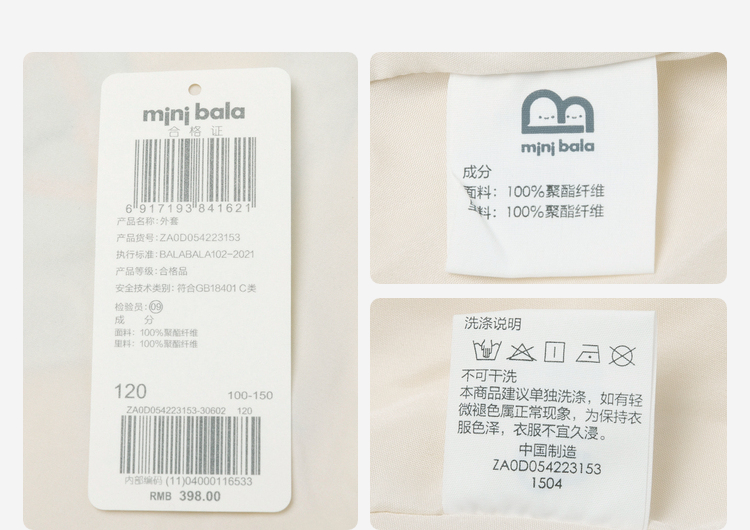 mini bala
合格证
6 917193 841621
产品名称:外套
产品货号:ZA0D054223153
执行标准:BALABALA102-2021
产品等级:合格品
安全技术类别:符合GB18401 C类
检验员:09
成 分
面料:100%聚酯纤维
里料:100%聚酯纤维
120 100-150
ZA0D054223153-30602 120
内部编码 (11)04000116533
RMB 398.00
mini bala
成分
面料:100%聚酯纤维
料:100%聚酯纤维
洗涤说明
不可干洗
本商品建议单独洗涤,如有轻
微褪色属正常现象,为保持衣
服色泽,衣服不宜久浸。
中国制造
ZA0D054223153
1504